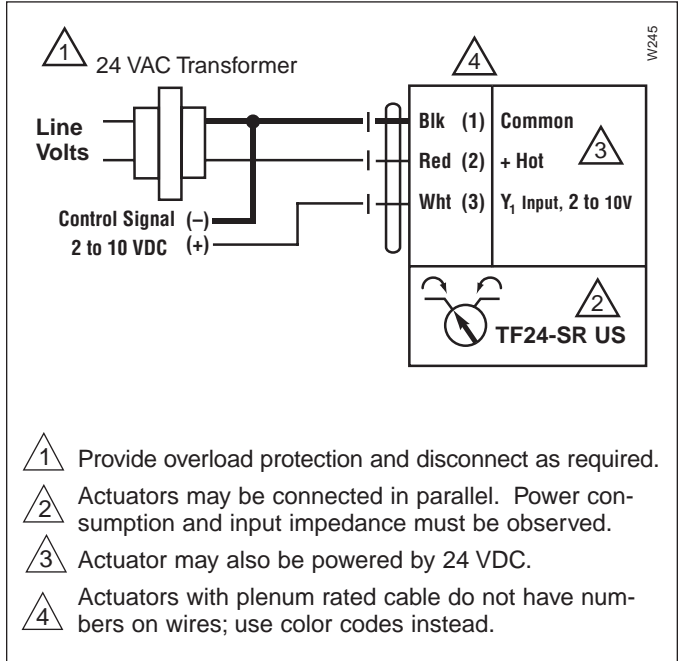 W245
1
24 VAC Transformer
4
Line
Volts
Blk (1) Common
Red (2) + Hot
3
Wht (3) Y1 Input, 2 to 10V
Control Signal (–)
2 to 10 VDC (+)
2
TF24-SR US
1 Provide overload protection and disconnect as required.
2 Actuators may be connected in parallel. Power con-
sumption and input impedance must be observed.
3 Actuator may also be powered by 24 VDC.
4 Actuators with plenum rated cable do not have num-
bers on wires; use color codes instead.